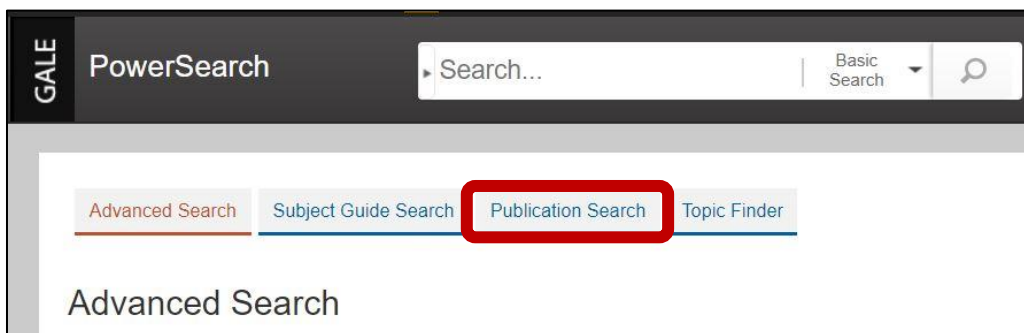 GALE
PowerSearch
Search...
Basic
Search
Advanced Search
Subject Guide Search
Publication Search
Topic Finder
Advanced Search